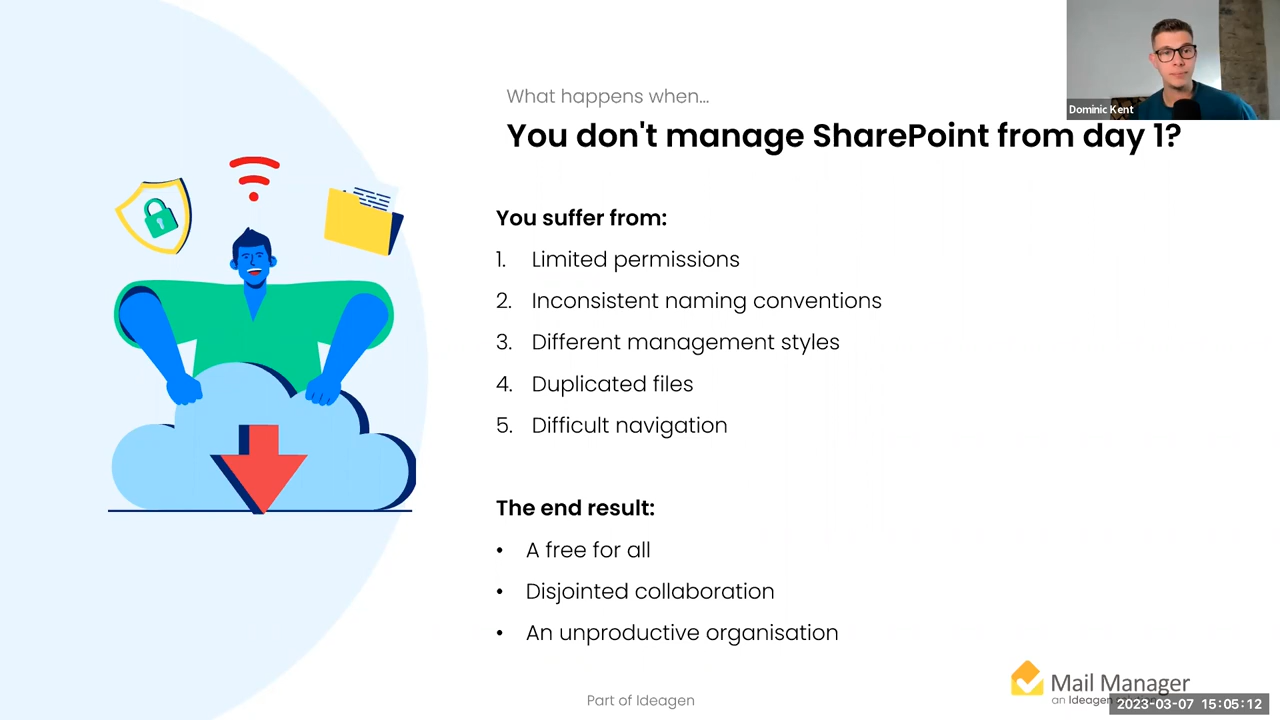 Dominic Kent
What happens when...
You don't manage SharePoint from day 1?
You suffer from:
1. Limited permissions
2. Inconsistent naming conventions
3. Different management styles
4. Duplicated files
5. Difficult navigation
The end result:
• A free for all
• Disjointed collaboration
• An unproductive organisation
Part of Ideagen
Mail Manager
an Ideagen
2023-03-07 15:05:12